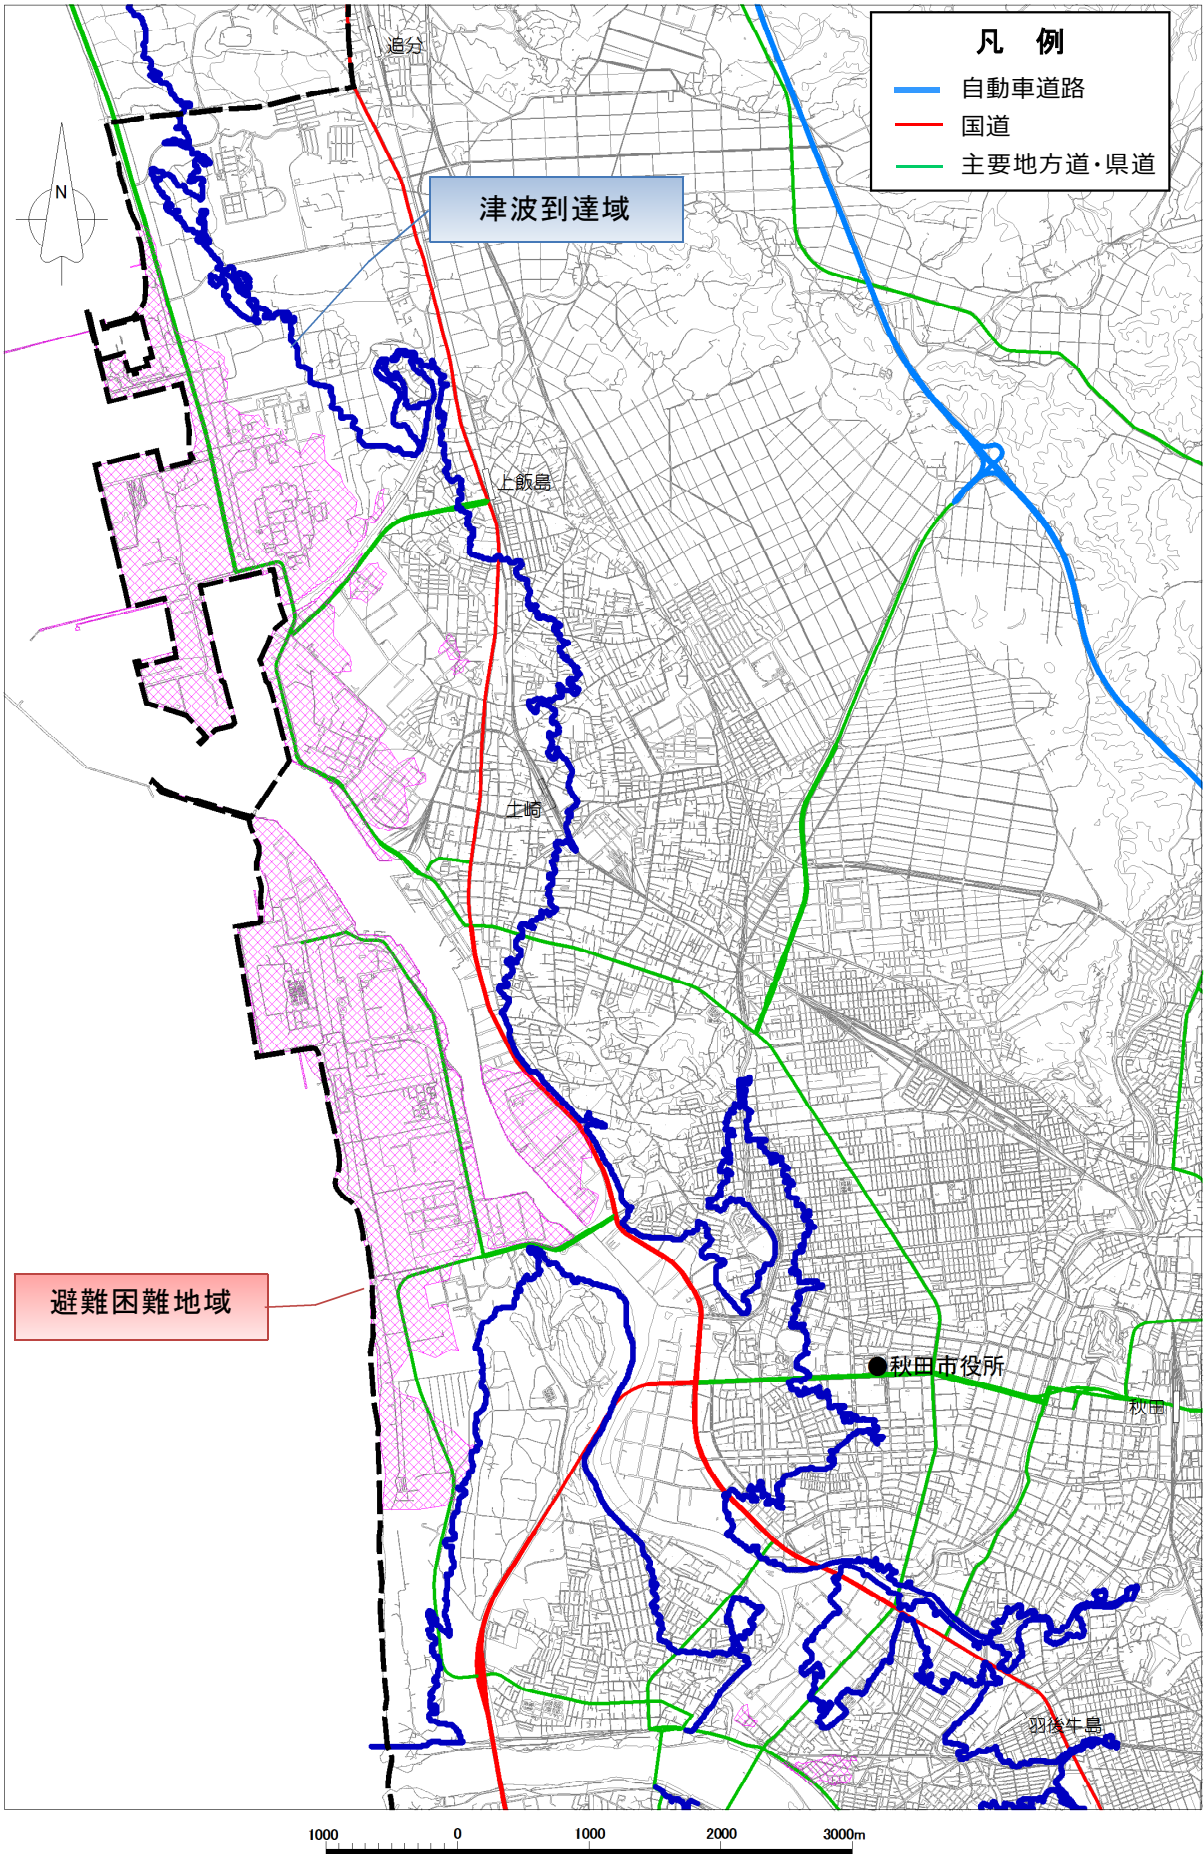 追分
凡 例
自動車道路
国道
主要地方道・県道
N
津波到達域
上飯島
土崎
避難困難地域
秋田市役所
秋田
羽後牛島
1000 0 1000 2000 3000m